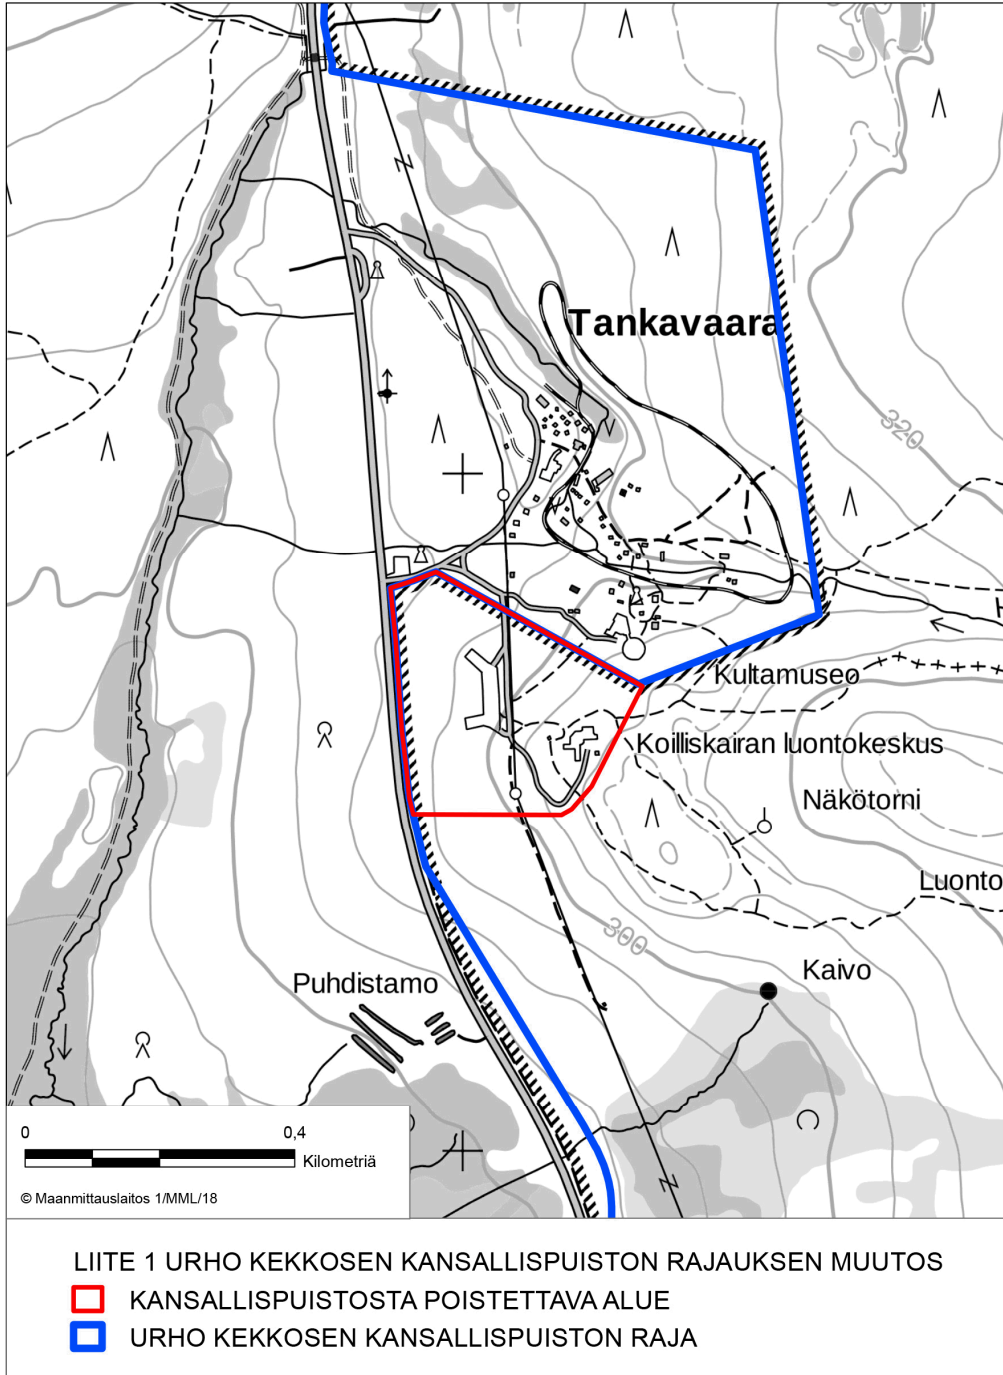 Tankavaara
320
Kultamuseo
Koilliskairan luontokeskus
Näkötorni
Luonto
300
Kaivo
Puhdistamo
0 0,4
Kilometriä
© Maanmittauslaitos 1/MML/18
LIITE 1 URHO KEKKOSEN KANSALLISPUISTON RAJAUKSEN MUUTOS
KANSALLISPUISTOSTA POISTETTAVA ALUE
URHO KEKKOSEN KANSALLISPUISTON RAJA